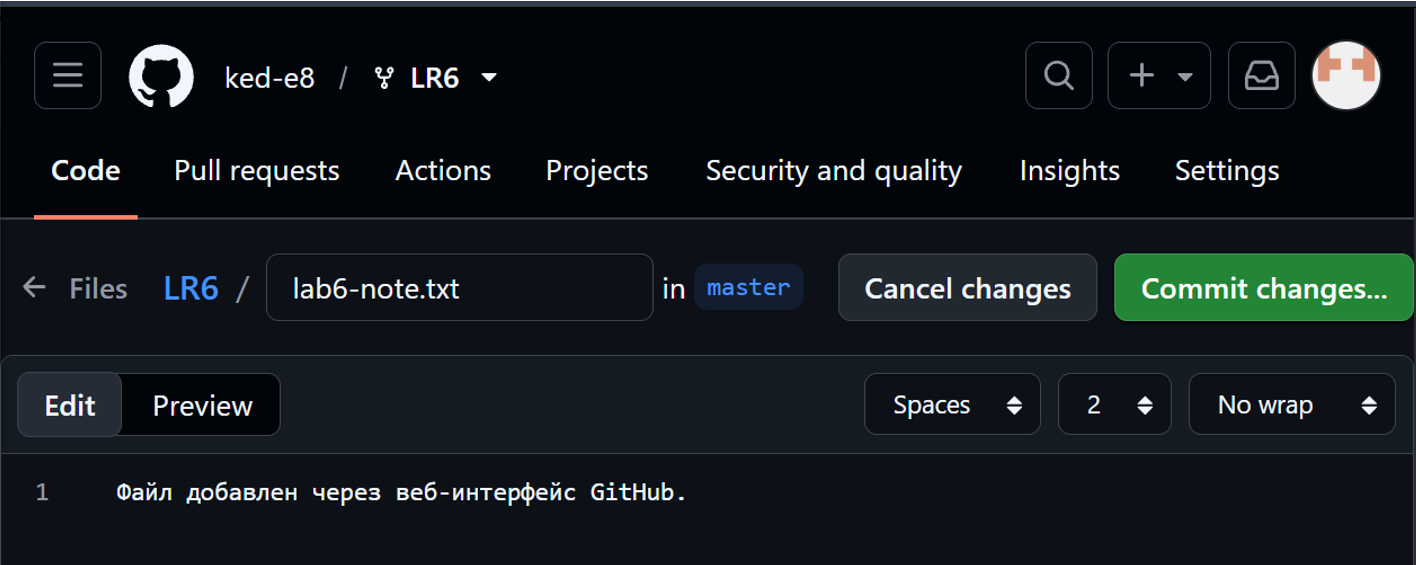 ked-e8 / LR6
Code Pull requests Actions Projects Security and quality Insights Settings
Files LR6 / lab6-note.txt in master Cancel changes Commit changes...
Edit Preview Spaces 2 No wrap
1 Файл добавлен через веб-интерфейс GitHub.